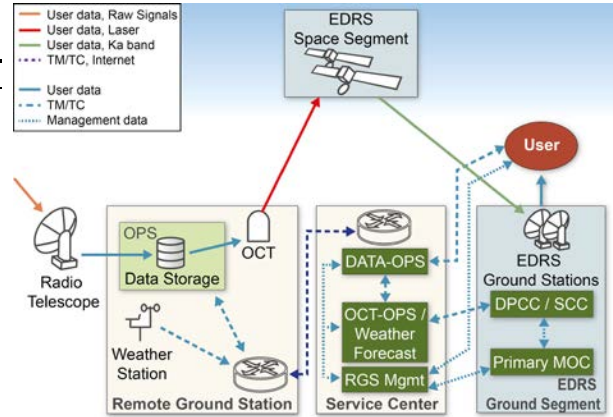 User data, Raw Signals
User data, Laser
User data, Ka band
TM/TC, Internet
User data
TM/TC
Management data
EDRS
Space Segment
User
OPS
Data Storage
OCT
Radio
Telescope
Weather
Station
Remote Ground Station
DATA-OPS
OCT-OPS /
Weather
Forecast
RGS Mgmt
Service Center
EDRS
Ground Stations
DPCC / SCC
Primary MOC
EDRS
Ground Segment